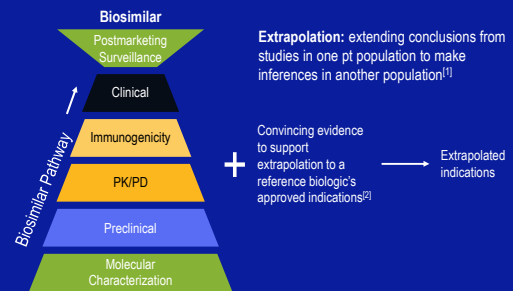 Biosimilar
Postmarketing
Surveillance
Clinical
Immunogenicity
PK/PD
Preclinical
Molecular
Characterization
Biosimilar Pathway
Extrapolation: extending conclusions from
studies in one pt population to make
inferences in another population[1]
+
Convincing evidence
to support
extrapolation to a
reference biologic's
approved indications[2]
Extrapolated
indications